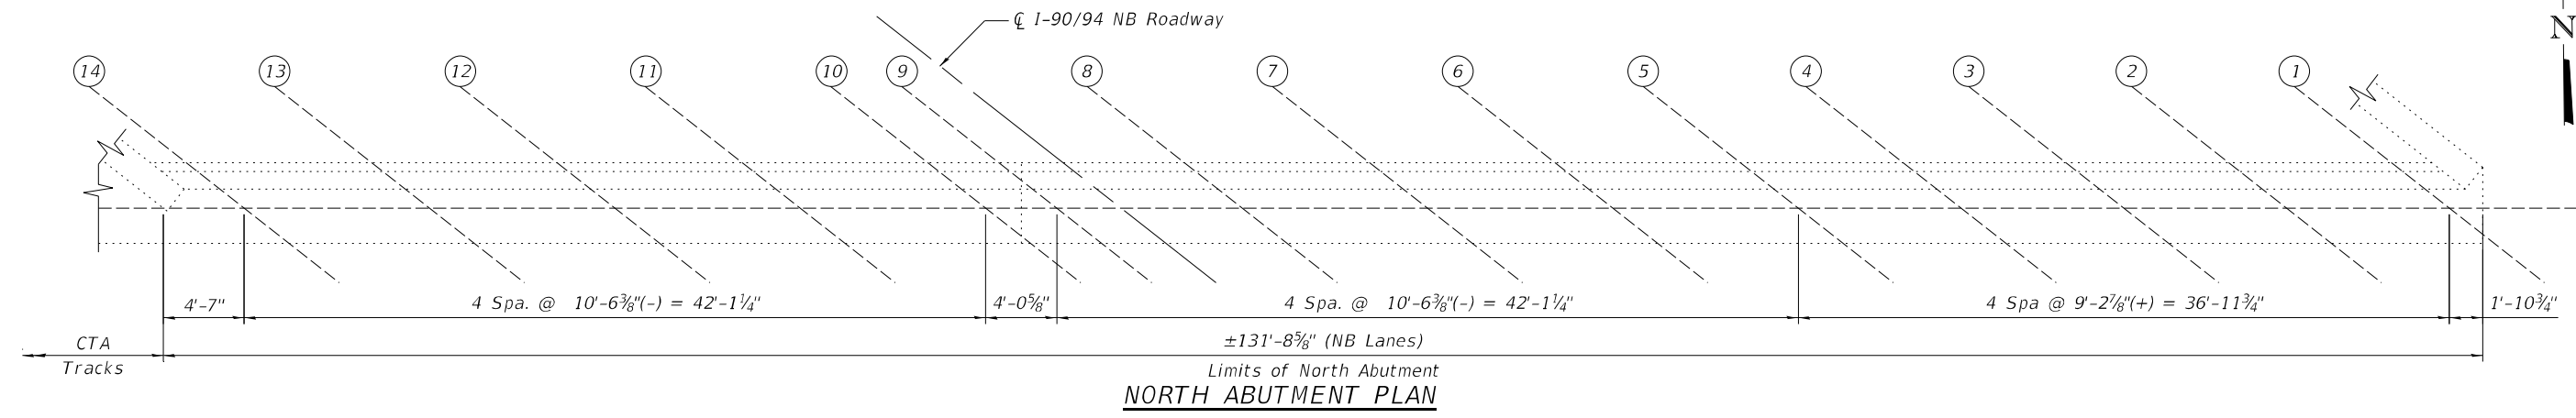 ℄ I-90/94 NB Roadway
N
14 13 12 11 10 9 8 7 6 5 4 3 2 1
4'-7" 4 Spa. @ 10'-6⅜"(-) = 42'-1¼" 4'-0⅝" 4 Spa. @ 10'-6⅜"(-) = 42'-1¼" 4 Spa @ 9'-2⅞"(+) = 36'-11¾" 1'-10¾"
CTA ±131'-8⅝" (NB Lanes)
Tracks Limits of North Abutment
NORTH ABUTMENT PLAN